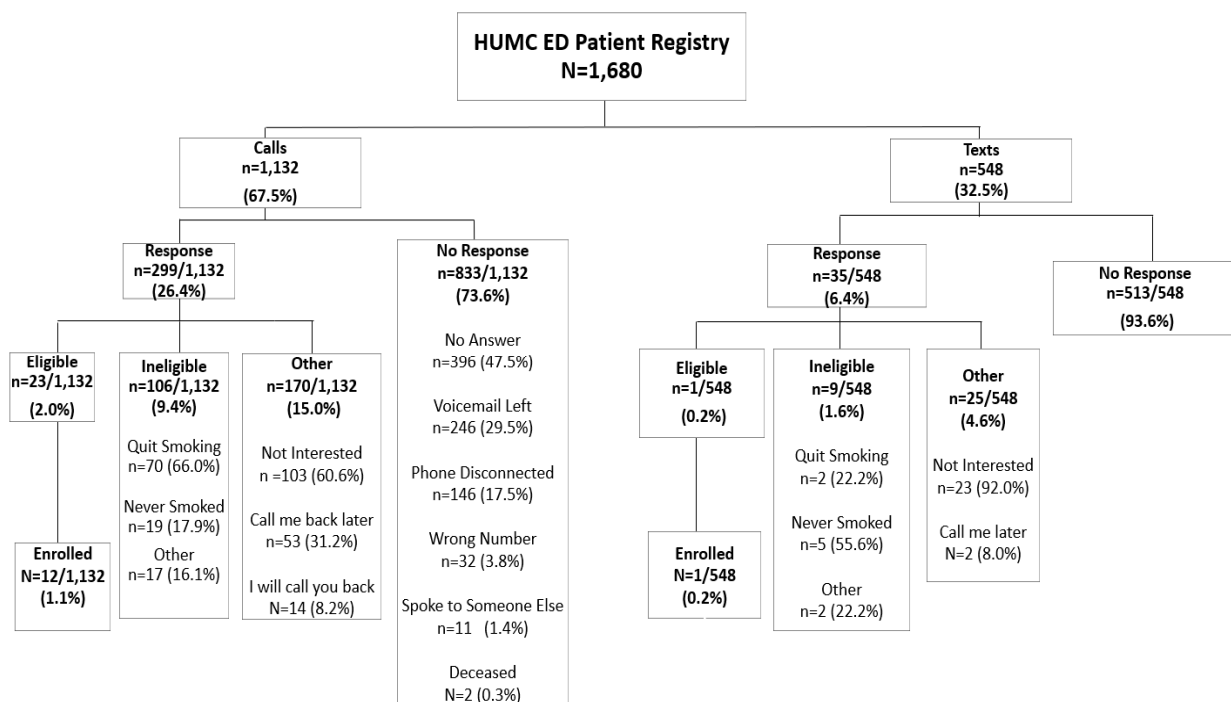 HUMC ED Patient Registry
N=1,680
Calls
n=1,132
(67.5%)
Texts
n=548
(32.5%)
Response
n=299/1,132
(26.4%)
No Response
n=833/1,132
(73.6%)
No Answer
n=396 (47.5%)
Voicemail Left
n=246 (29.5%)
Phone Disconnected
n=146 (17.5%)
Wrong Number
n=32 (3.8%)
Spoke to Someone Else
n=11 (1.4%)
Deceased
N=2 (0.3%)
Response
n=35/548
(6.4%)
No Response
n=513/548
(93.6%)
Eligible
n=23/1,132
(2.0%)
Enrolled
N=12/1,132
(1.1%)
Ineligible
n=106/1,132
(9.4%)
Quit Smoking
n=70 (66.0%)
Never Smoked
n=19 (17.9%)
Other
n=17 (16.1%)
Other
n=170/1,132
(15.0%)
Not Interested
n =103 (60.6%)
Call me back later
n=53 (31.2%)
I will call you back
N=14 (8.2%)
Eligible
n=1/548
(0.2%)
Enrolled
N=1/548
(0.2%)
Ineligible
n=9/548
(1.6%)
Quit Smoking
n=2 (22.2%)
Never Smoked
n=5 (55.6%)
Other
n=2 (22.2%)
Other
n=25/548
(4.6%)
Not Interested
n=23 (92.0%)
Call me later
N=2 (8.0%)